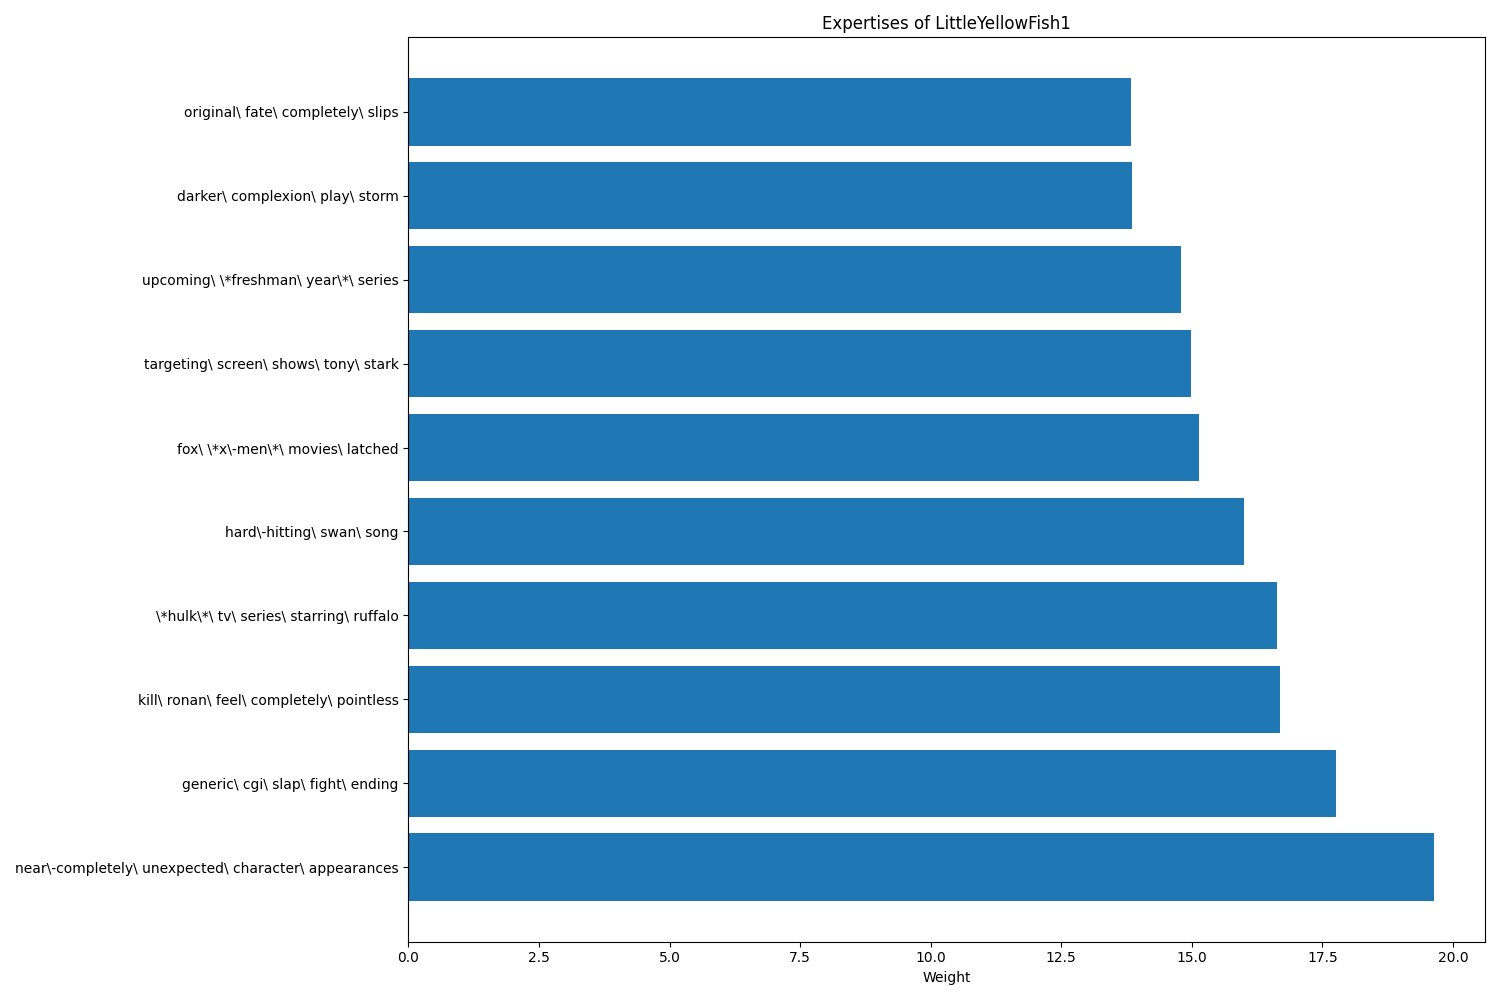 Expertises of LittleYellowFish1
original\ fate\ completely\ slips
darker\ complexion\ play\ storm
upcoming\ \*freshman\ year\*\ series
targeting\ screen\ shows\ tony\ stark
fox\ \*x\-men\*\ movies\ latched
hard\-hitting\ swan\ song
\*hulk\*\ tv\ series\ starring\ ruffalo
kill\ ronan\ feel\ completely\ pointless
generic\ cgi\ slap\ fight\ ending
near\-completely\ unexpected\ character\ appearances
0.0 2.5 5.0 7.5 10.0 12.5 15.0 17.5 20.0
Weight